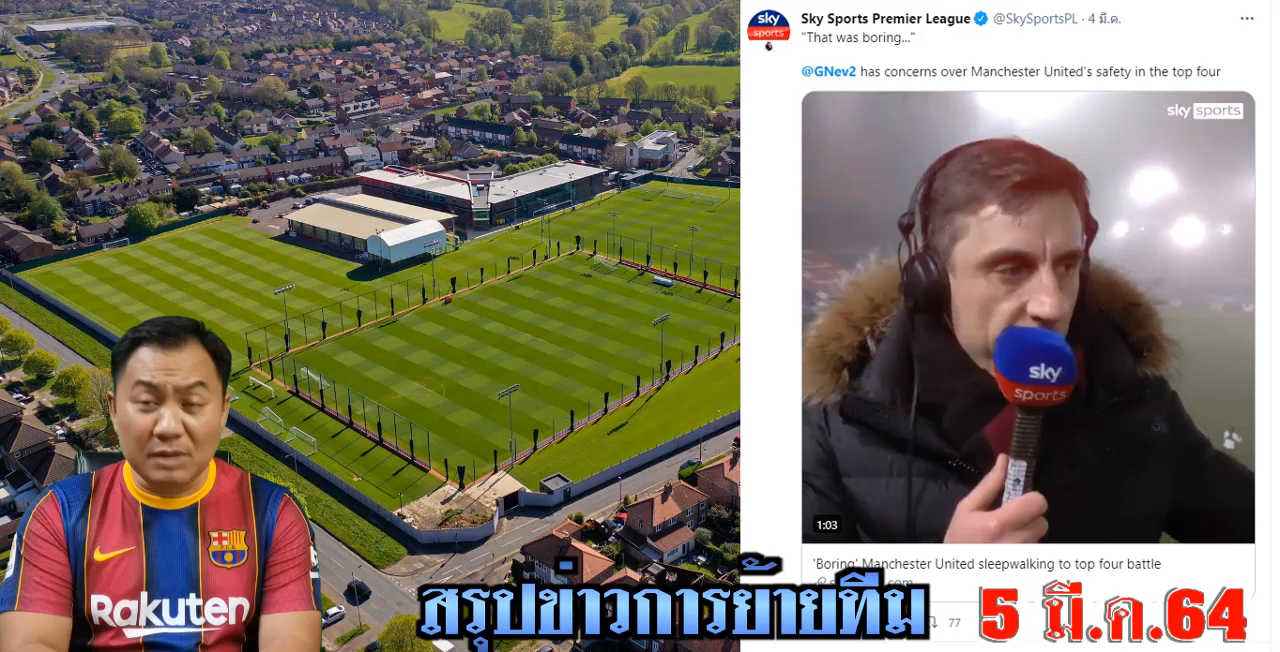 sky
sports
Sky Sports Premier League @SkySportsPL · 4 มี.ค.
"That was boring..."
@GNev2 has concerns over Manchester United's safety in the top four
sky sports
sky
sports
1:03
Rakuten
'Boring' Manchester United sleepwalking to top four battle
สรุปข่าวการย้ายทีม 5 มี.ค.64
77